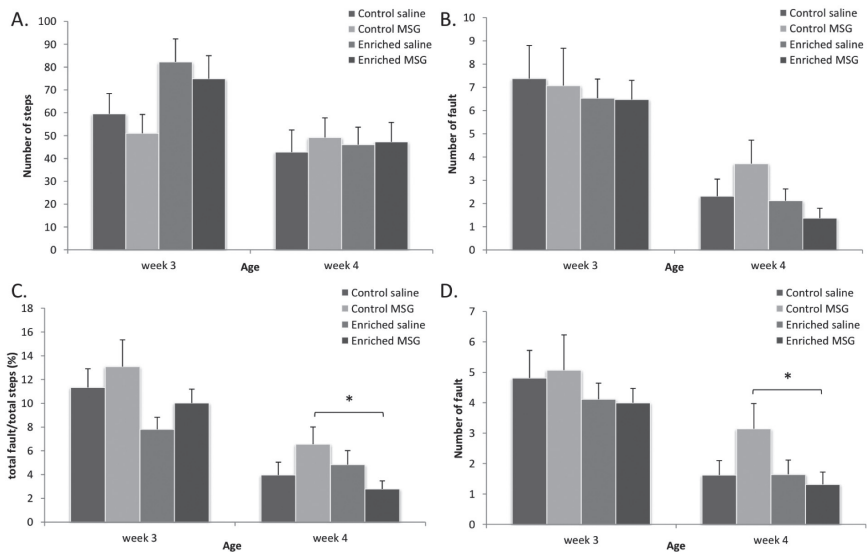 A.
Number of steps
100
90
80
70
60
50
40
30
20
10
0
Control saline
Control MSG
Enriched saline
Enriched MSG
week 3
Age
week 4
B.
Number of fault
10
9
8
7
6
5
4
3
2
1
0
Control saline
Control MSG
Enriched saline
Enriched MSG
week 3
Age
week 4
C.
total fault/total steps (%)
18
16
14
12
10
8
6
4
2
0
Control saline
Control MSG
Enriched saline
Enriched MSG
*
week 3
Age
week 4
D.
Number of fault
7
6
5
4
3
2
1
0
Control saline
Control MSG
Enriched saline
Enriched MSG
*
week 3
Age
week 4